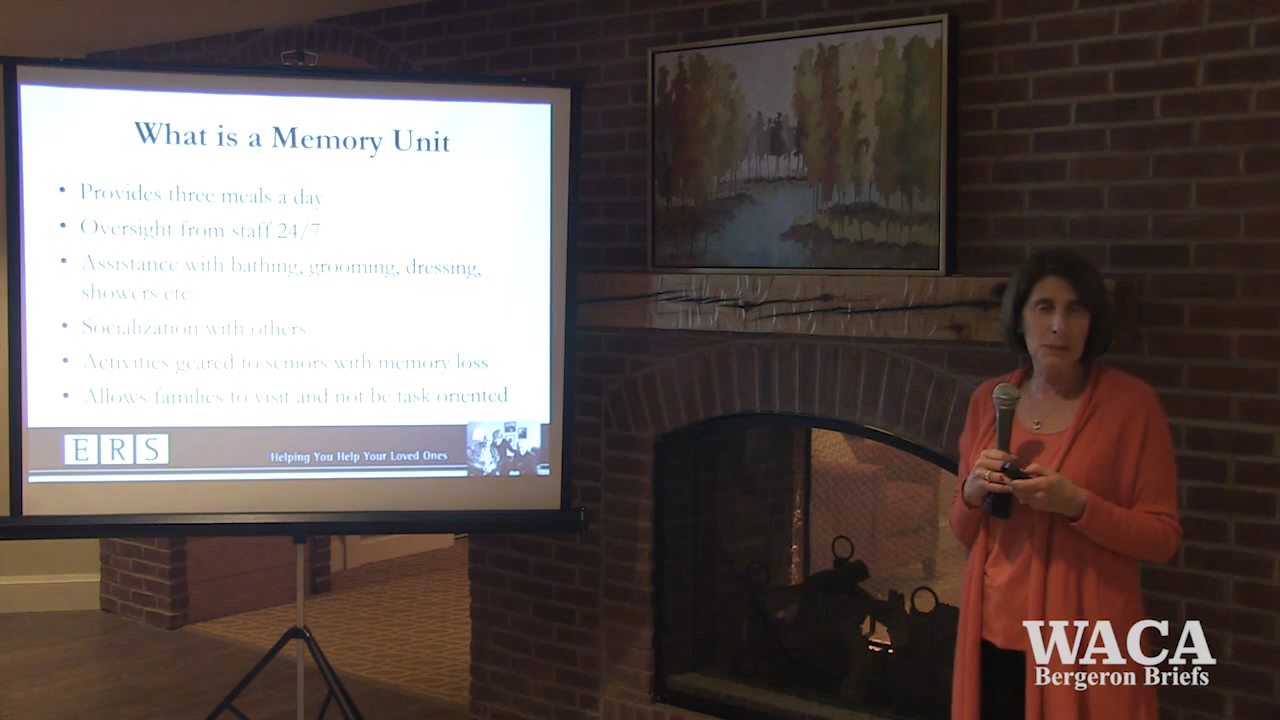 What is a Memory Unit
• Provides three meals a day
• Oversight from staff 24/7
• Assistance with bathing, grooming, dressing,
showers etc.
• Socialization with others
• Activities geared to seniors with memory loss
• Allows families to visit and not be task oriented
ERS
Helping You Help Your Loved Ones
WACA
Bergeron Briefs